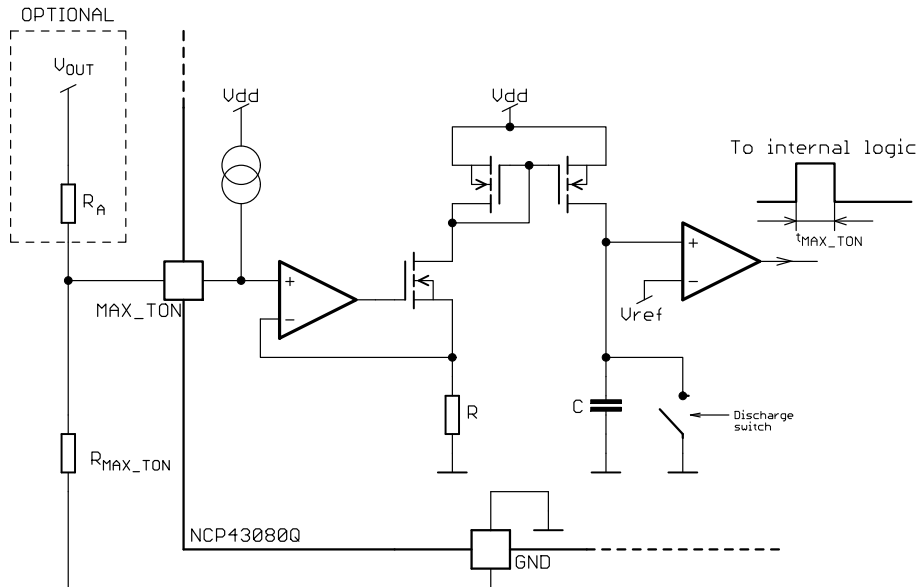 OPTIONAL
VOUT
RA
Vdd
Vdd
To internal logic
tMAX_TON
+
−
+
−
MAX_TON
Vref
R
C
Discharge
switch
RMAX_TON
NCP43080Q
GND